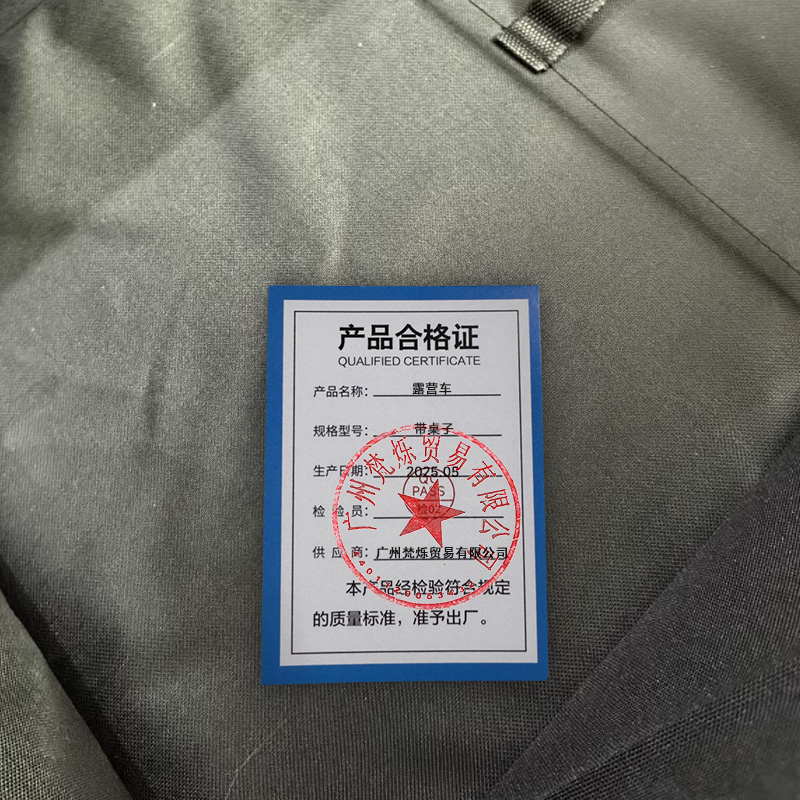 产品合格证
QUALIFIED CERTIFICATE
产品名称： 露营车
规格型号： 带桌子
生产日期： 2025.05
QC
PASS
检 验 员： 检02
供 应 商： 广州梵烁贸易有限公司
本产品经检验符合规定
的质量标准，准予出厂。
广州梵烁贸易有限公司